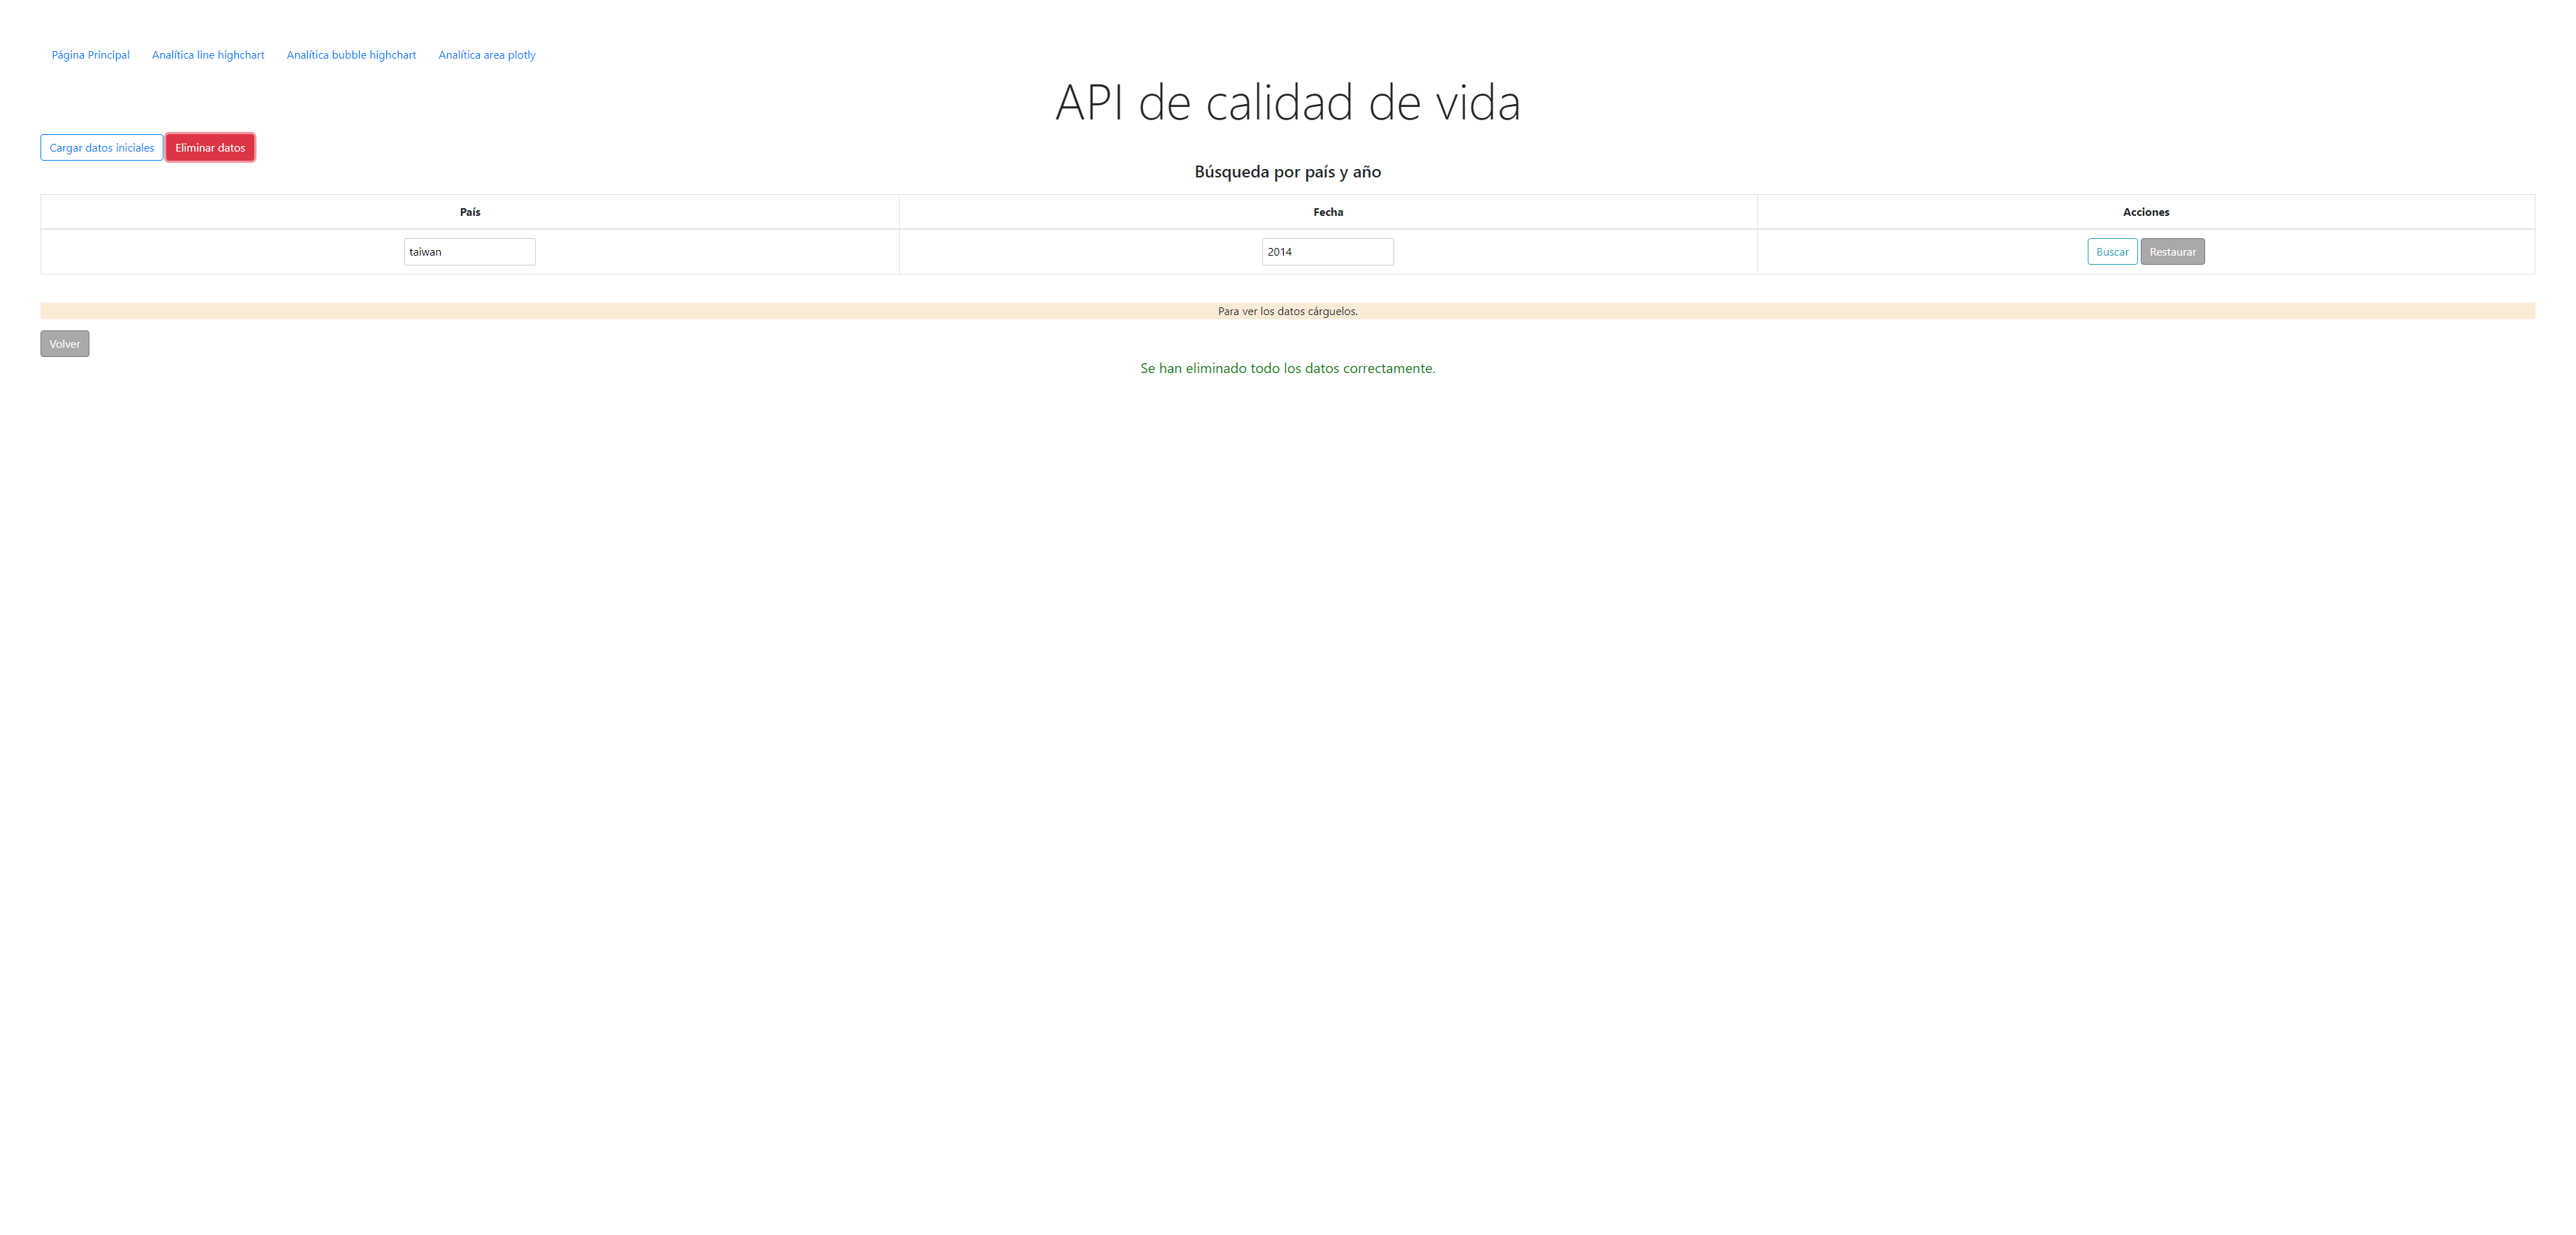 Página Principal Analítica line highchart Analítica bubble highchart Analítica area plotly
API de calidad de vida
Cargar datos iniciales Eliminar datos
Búsqueda por país y año
País Fecha Acciones
taiwan 2014 Buscar Restaurar
Para ver los datos cárguelos.
Volver
Se han eliminado todo los datos correctamente.